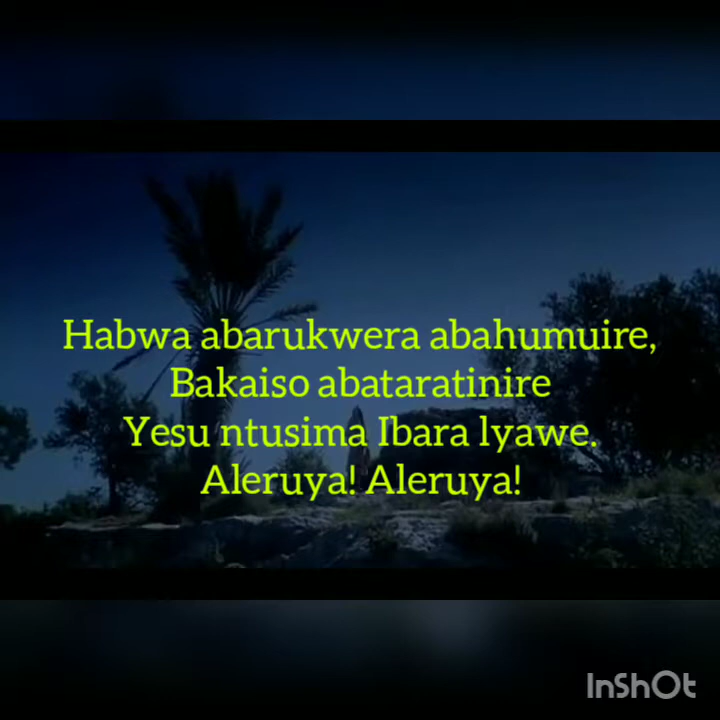 Habwa abarukwera abahumuire,
Bakaiso abataratinire
Yesu ntusima Ibara lyawe.
Aleruya! Aleruya!
InShOt